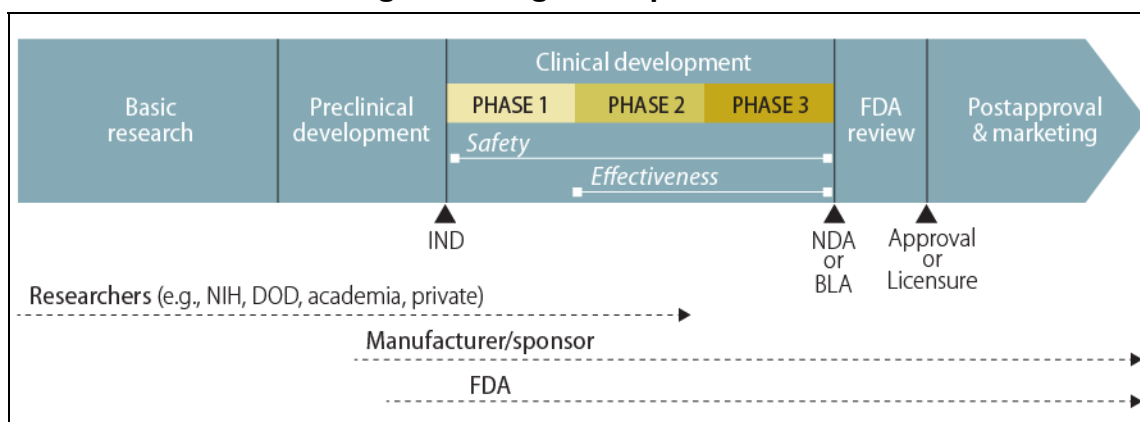 Clinical development
Basic
research
Preclinical
development
PHASE 1
PHASE 2
PHASE 3
FDA
review
Postapproval
& marketing
Safety
Effectiveness
IND
NDA
or
BLA
Approval
or
Licensure
Researchers (e.g., NIH, DOD, academia, private)
Manufacturer/sponsor
FDA